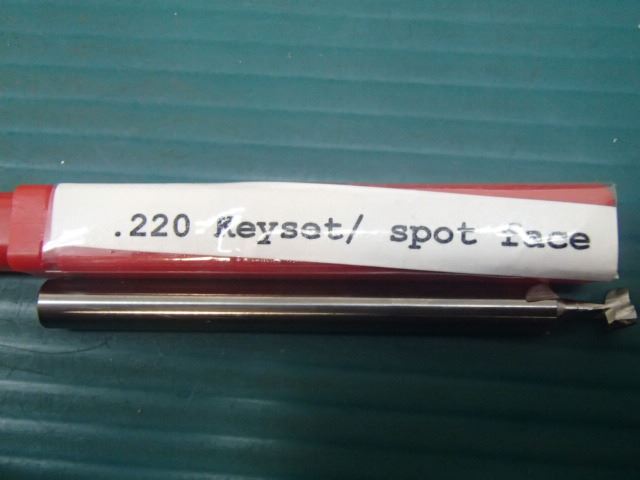 .220 Keyset/ spot face